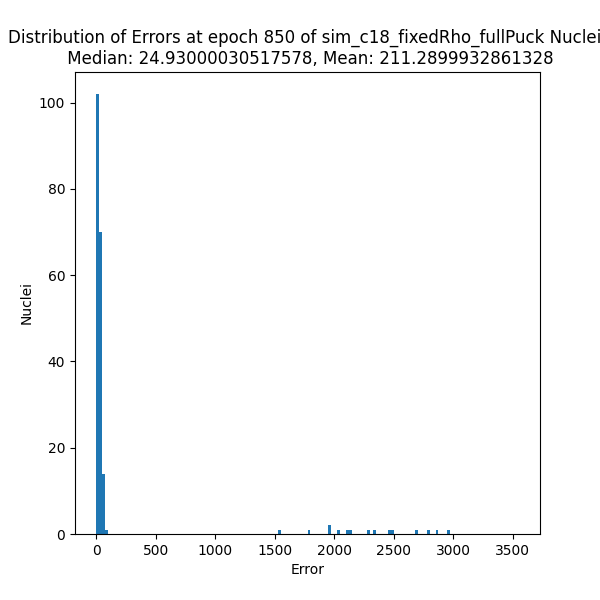 Distribution of Errors at epoch 850 of sim_c18_fixedRho_fullPuck Nuclei
Median: 24.93000030517578, Mean: 211.2899932861328
100
80
60
40
20
0
Nuclei
0 500 1000 1500 2000 2500 3000 3500
Error